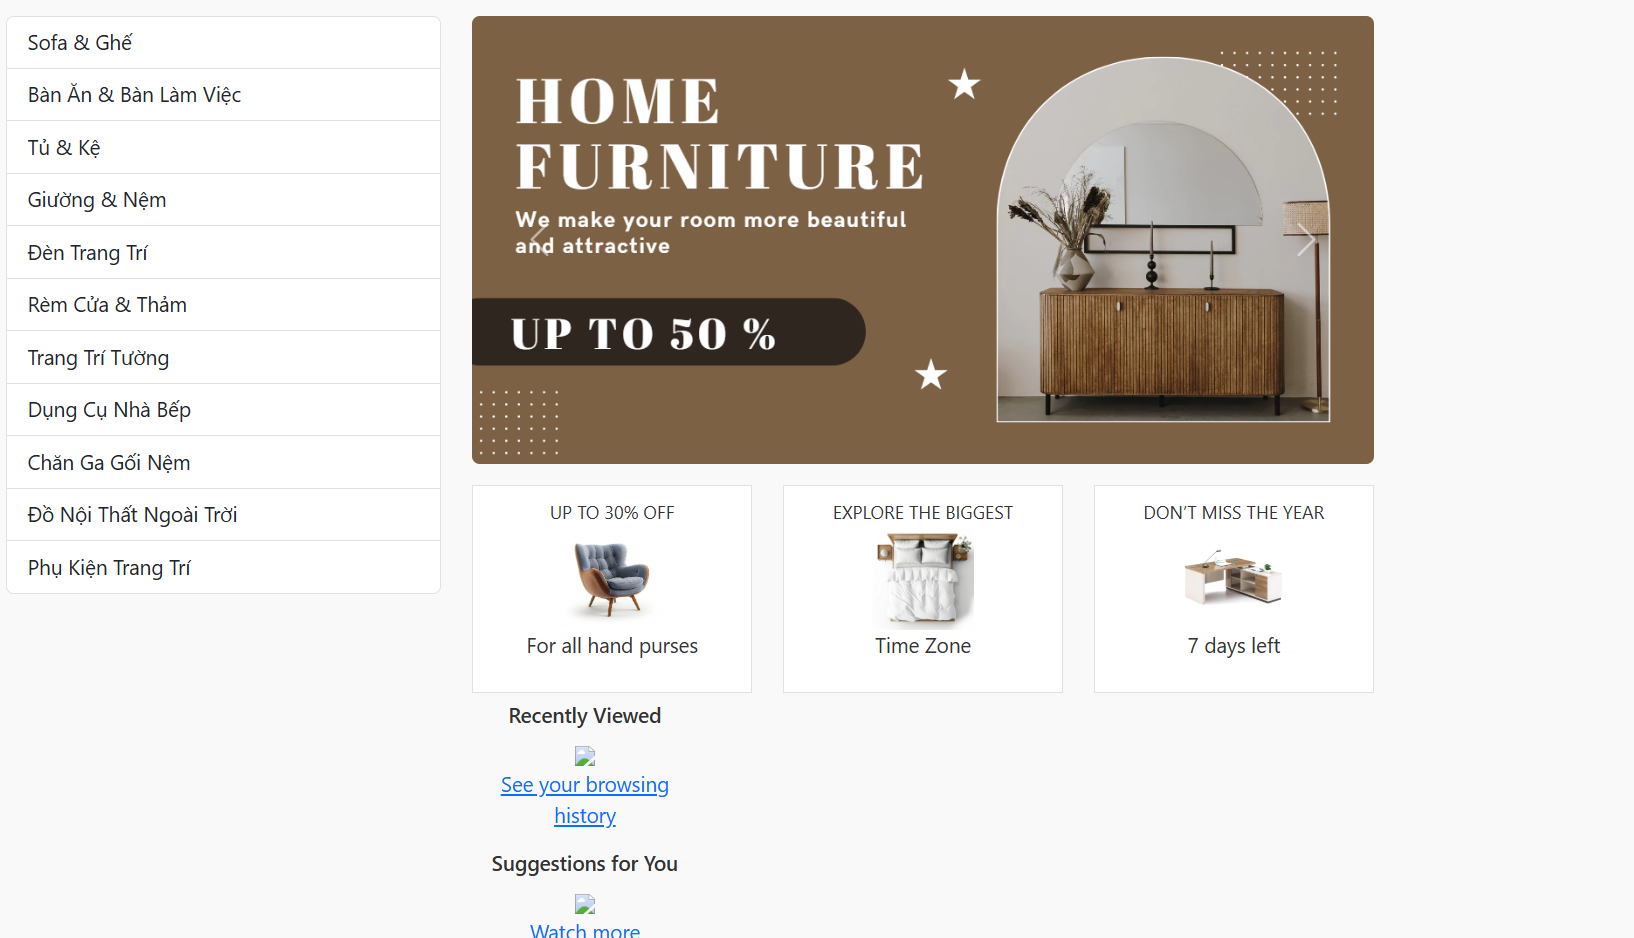 Sofa & Ghế
Bàn Ăn & Bàn Làm Việc
Tủ & Kệ
Giường & Nệm
Đèn Trang Trí
Rèm Cửa & Thảm
Trang Trí Tường
Dụng Cụ Nhà Bếp
Chăn Ga Gối Nệm
Đồ Nội Thất Ngoài Trời
Phụ Kiện Trang Trí
HOME
FURNITURE
We make your room more beautiful
and attractive
UP TO 50 %
UP TO 30% OFF
For all hand purses
EXPLORE THE BIGGEST
Time Zone
DON’T MISS THE YEAR
7 days left
Recently Viewed
See your browsing
history
Suggestions for You
Watch more